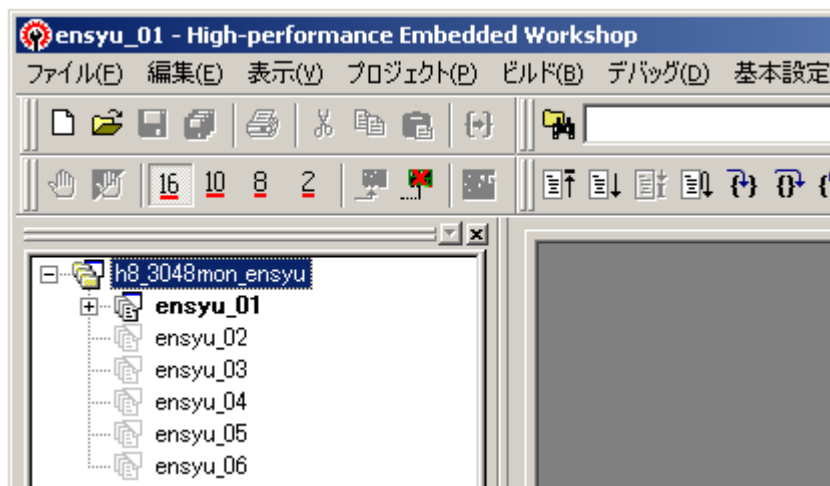 ensyu_01 - High-performance Embedded Workshop
ファイル(F) 編集(E) 表示(V) プロジェクト(P) ビルド(B) デバッグ(D) 基本設定
16 10 8 2
h8_3048mon_ensyu
ensyu_01
ensyu_02
ensyu_03
ensyu_04
ensyu_05
ensyu_06